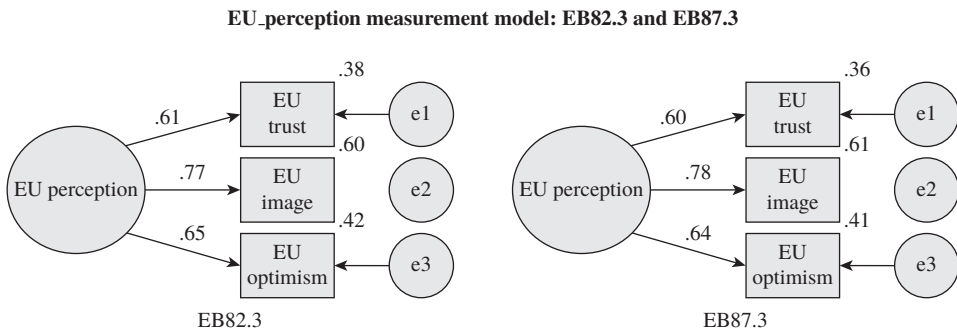 EU_perception measurement model: EB82.3 and EB87.3
.38
EU
trust
e1
.61
.60
EU perception
.77
EU
image
e2
.42
.65
EU
optimism
e3
EB82.3
.36
EU
trust
e1
.60
.61
EU perception
.78
EU
image
e2
.41
.64
EU
optimism
e3
EB87.3